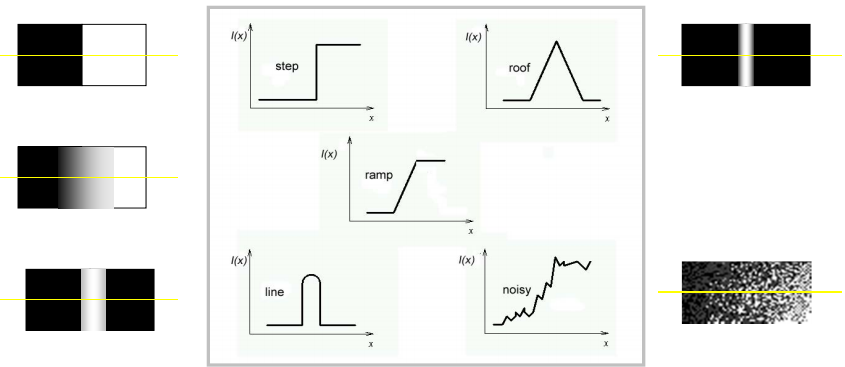 I(x)
step
x
I(x)
roof
x
I(x)
ramp
x
I(x)
line
x
I(x)
noisy
x